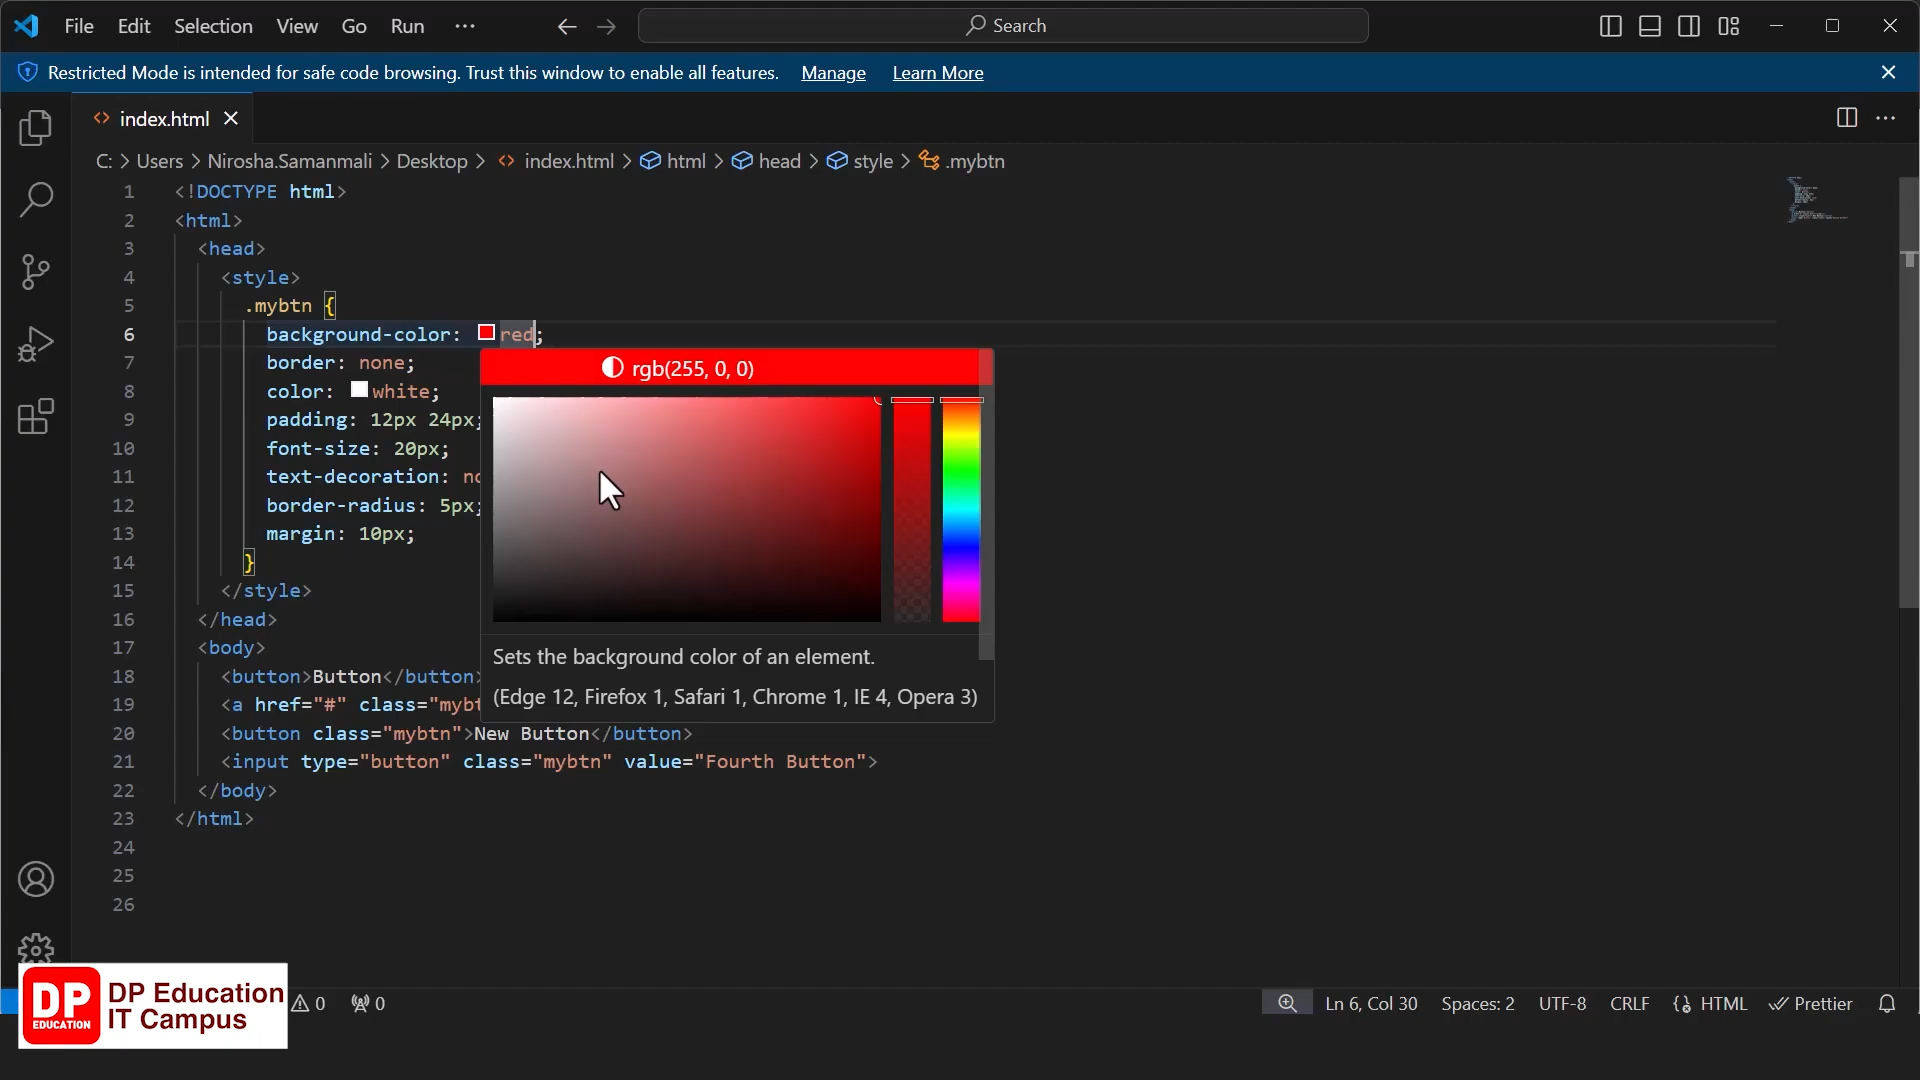 File Edit Selection View Go Run ··· Search
Restricted Mode is intended for safe code browsing. Trust this window to enable all features. Manage Learn More
index.html
C: > Users > Nirosha.Samanmali > Desktop > index.html > html > head > style > .mybtn
1 <!DOCTYPE html>
2 <html>
3 <head>
4 <style>
5 .mybtn {
6 background-color: red;
7 border: none;
8 color: white;
9 padding: 12px 24px;
10 font-size: 20px;
11 text-decoration: no
12 border-radius: 5px;
13 margin: 10px;
14 }
15 </style>
16 </head>
17 <body>
18 <button>Button</button>
19 <a href="#" class="mybt
20 <button class="mybtn">New Button</button>
21 <input type="button" class="mybtn" value="Fourth Button">
22 </body>
23 </html>
24
25
26
rgb(255, 0, 0)
Sets the background color of an element.
(Edge 12, Firefox 1, Safari 1, Chrome 1, IE 4, Opera 3)
DP EDUCATION
DP Education
IT Campus
0 0 Ln 6, Col 30 Spaces: 2 UTF-8 CRLF HTML Prettier